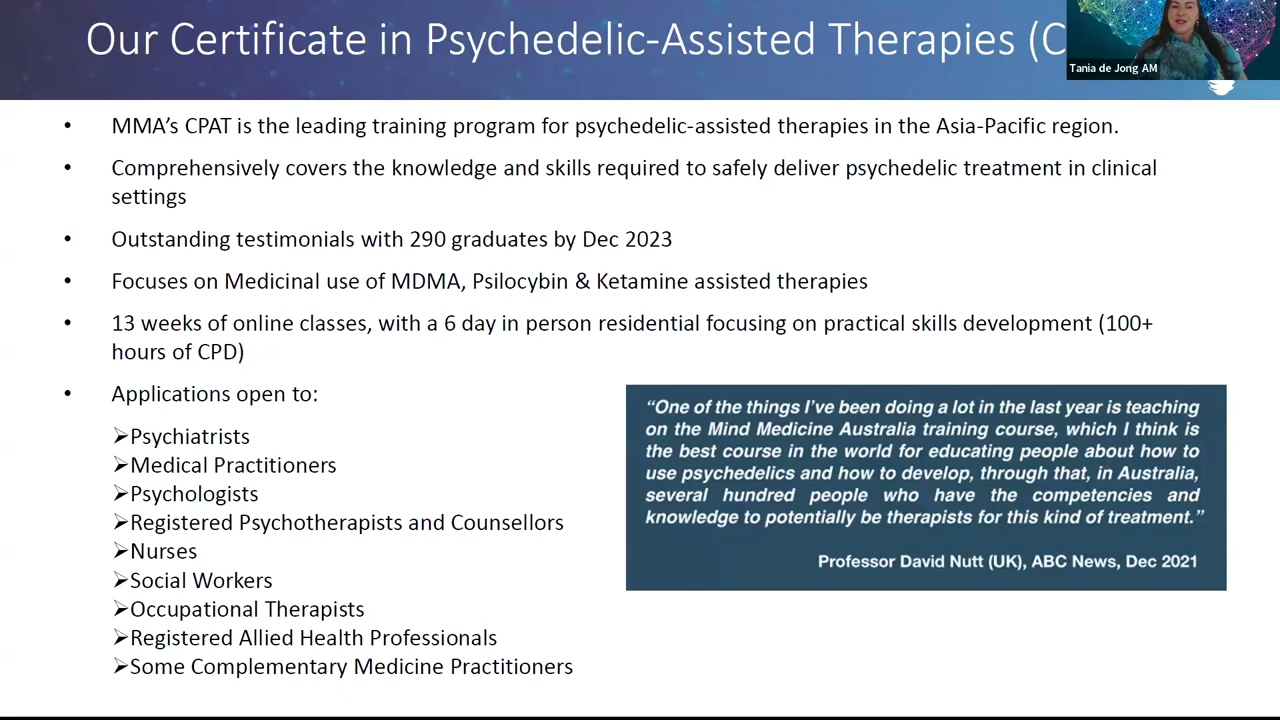 Our Certificate in Psychedelic-Assisted Therapies (C
Tania de Jong AM
• MMA’s CPAT is the leading training program for psychedelic-assisted therapies in the Asia-Pacific region.
• Comprehensively covers the knowledge and skills required to safely deliver psychedelic treatment in clinical
settings
• Outstanding testimonials with 290 graduates by Dec 2023
• Focuses on Medicinal use of MDMA, Psilocybin & Ketamine assisted therapies
• 13 weeks of online classes, with a 6 day in person residential focusing on practical skills development (100+
hours of CPD)
• Applications open to:
➢Psychiatrists
➢Medical Practitioners
➢Psychologists
➢Registered Psychotherapists and Counsellors
➢Nurses
➢Social Workers
➢Occupational Therapists
➢Registered Allied Health Professionals
➢Some Complementary Medicine Practitioners
“One of the things I’ve been doing a lot in the last year is teaching
on the Mind Medicine Australia training course, which I think is
the best course in the world for educating people about how to
use psychedelics and how to develop, through that, in Australia,
several hundred people who have the competencies and
knowledge to potentially be therapists for this kind of treatment.”
Professor David Nutt (UK), ABC News, Dec 2021